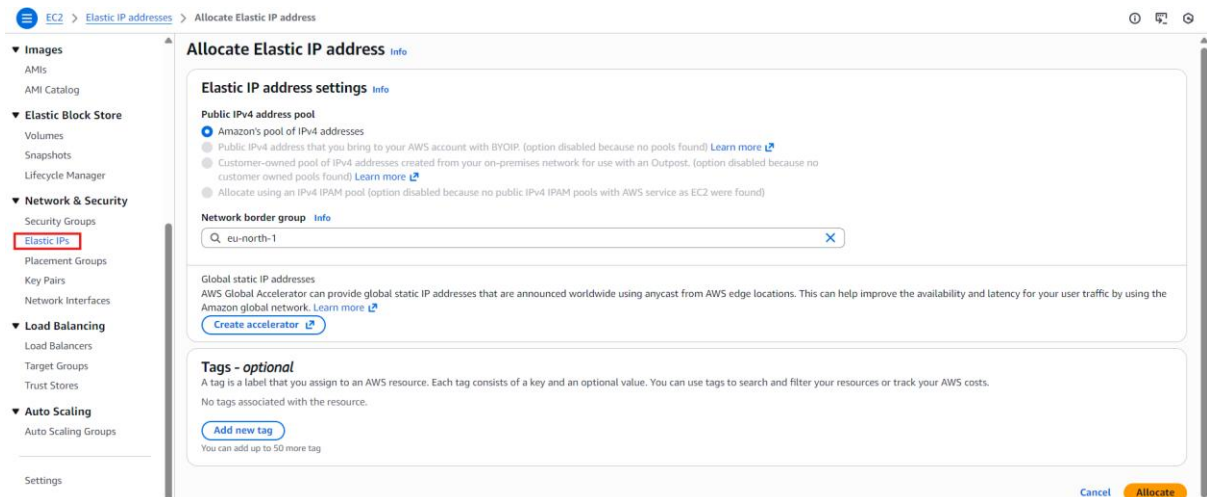 EC2 > Elastic IP addresses > Allocate Elastic IP address
Images
AMIs
AMI Catalog
Elastic Block Store
Volumes
Snapshots
Lifecycle Manager
Network & Security
Security Groups
Elastic IPs
Placement Groups
Key Pairs
Network Interfaces
Load Balancing
Load Balancers
Target Groups
Trust Stores
Auto Scaling
Auto Scaling Groups
Settings
Allocate Elastic IP address Info
Elastic IP address settings Info
Public IPv4 address pool
Amazon's pool of IPv4 addresses
Public IPv4 address that you bring to your AWS account with BYOIP. (option disabled because no pools found) Learn more
Customer-owned pool of IPv4 addresses created from your on-premises network for use with an Outpost. (option disabled because no
customer owned pools found) Learn more
Allocate using an IPv4 IPAM pool (option disabled because no public IPv4 IPAM pools with AWS service as EC2 were found)
Network border group Info
eu-north-1
Global static IP addresses
AWS Global Accelerator can provide global static IP addresses that are announced worldwide using anycast from AWS edge locations. This can help improve the availability and latency for your user traffic by using the
Amazon global network. Learn more
Create accelerator
Tags - optional
A tag is a label that you assign to an AWS resource. Each tag consists of a key and an optional value. You can use tags to search and filter your resources or track your AWS costs.
No tags associated with the resource.
Add new tag
You can add up to 50 more tag
Cancel Allocate